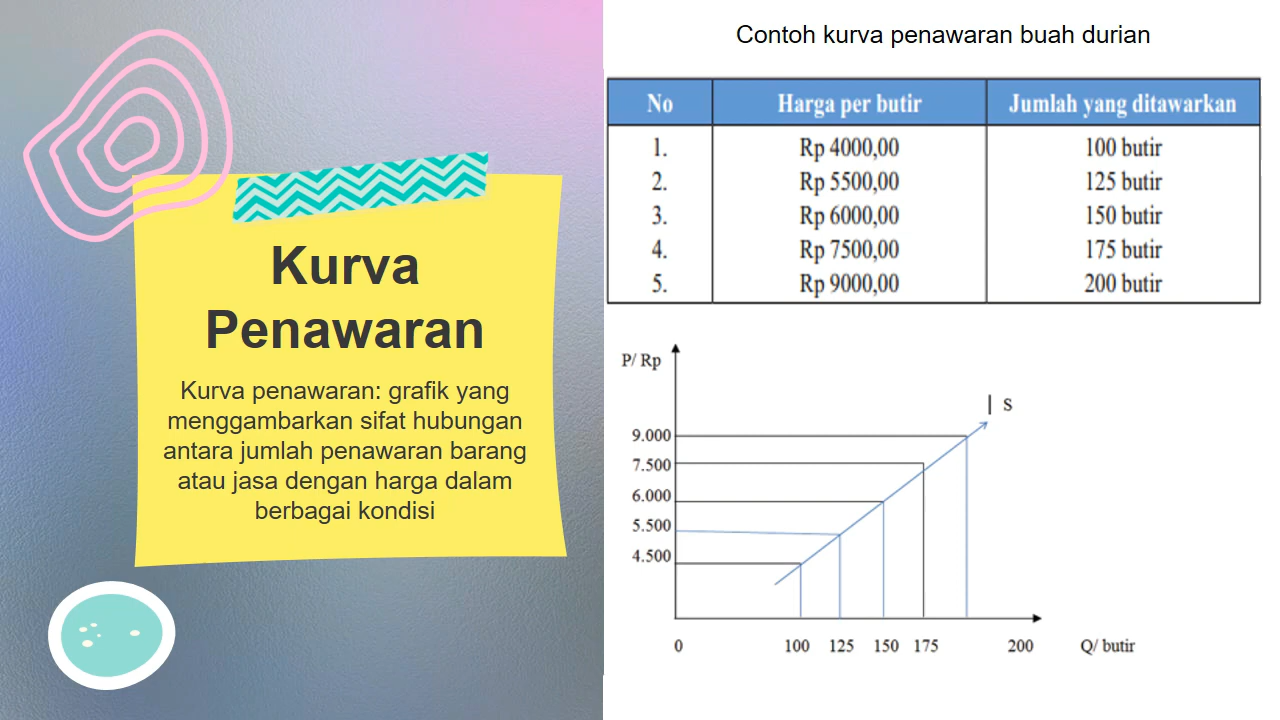 Kurva
Penawaran
Kurva penawaran: grafik yang
menggambarkan sifat hubungan
antara jumlah penawaran barang
atau jasa dengan harga dalam
berbagai kondisi
Contoh kurva penawaran buah durian
No Harga per butir Jumlah yang ditawarkan
1. Rp 4000,00 100 butir
2. Rp 5500,00 125 butir
3. Rp 6000,00 150 butir
4. Rp 7500,00 175 butir
5. Rp 9000,00 200 butir
P/ Rp
S
9.000
7.500
6.000
5.500
4.500
0 100 125 150 175 200 Q/ butir